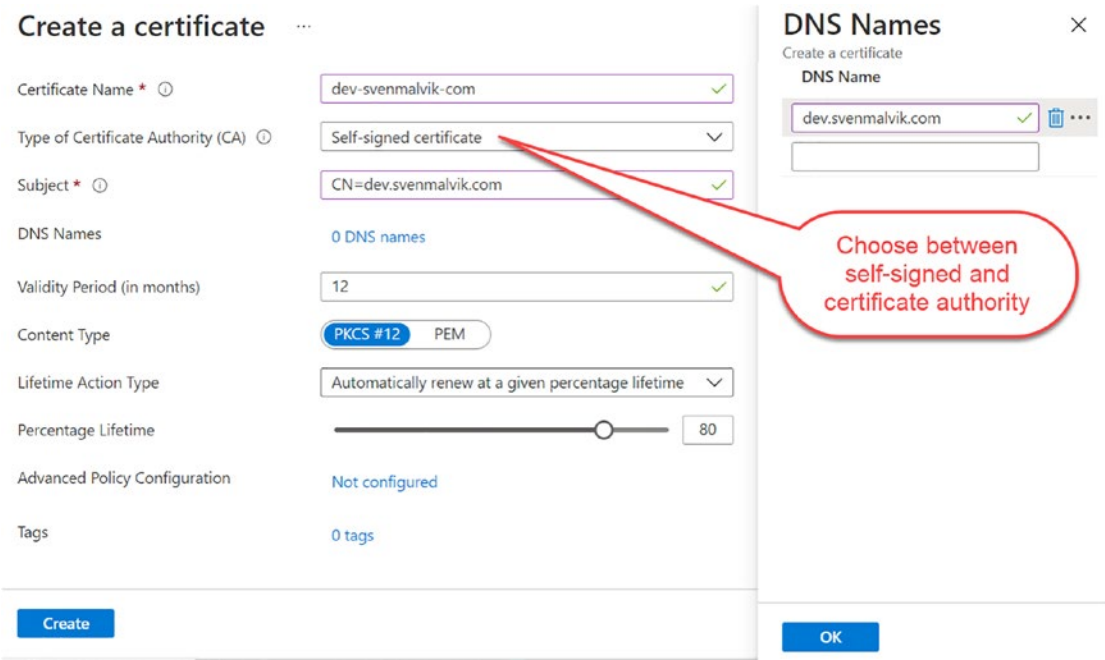 Create a certificate ...
Certificate Name *
dev-svenmalvik-com
Type of Certificate Authority (CA)
Self-signed certificate
Subject *
CN=dev.svenmalvik.com
DNS Names
0 DNS names
Validity Period (in months)
12
Content Type
PKCS #12 PEM
Lifetime Action Type
Automatically renew at a given percentage lifetime
Percentage Lifetime
80
Advanced Policy Configuration
Not configured
Tags
0 tags
Create
DNS Names
Create a certificate
DNS Name
dev.svenmalvik.com
Choose between
self-signed and
certificate authority
OK